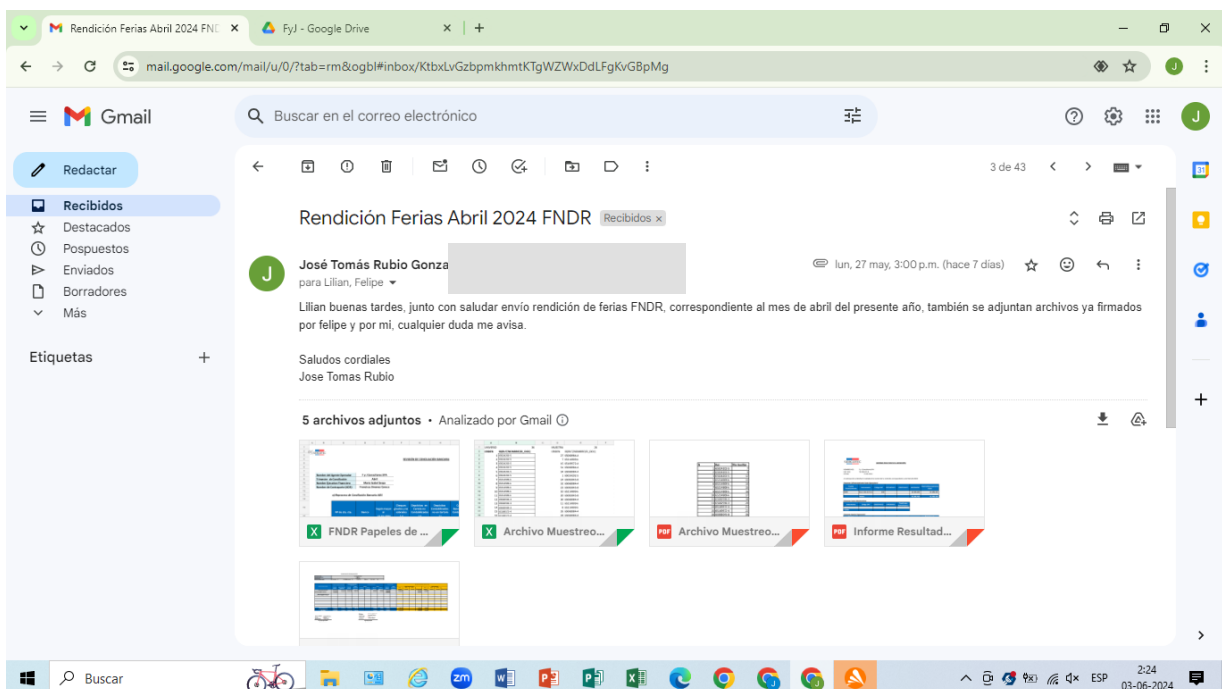 Rendición Ferias Abril 2024 FND
FyJ - Google Drive
mail.google.com/mail/u/0/?tab=rm&ogbl#inbox/KtbxLvGzbpmkhmtKTgWZWxDdLFgKvGBpMg
J
Gmail
Buscar en el correo electrónico
J
Redactar
3 de 43
31
Recibidos
Destacados
Pospuestos
Enviados
Borradores
Más
Etiquetas
Rendición Ferias Abril 2024 FNDR Recibidos x
J
José Tomás Rubio Gonza
lun, 27 may, 3:00 p.m. (hace 7 días)
para Lilian, Felipe
Lilian buenas tardes, junto con saludar envío rendición de ferias FNDR, correspondiente al mes de abril del presente año, también se adjuntan archivos ya firmados
por felipe y por mi, cualquier duda me avisa.
Saludos cordiales
Jose Tomas Rubio
5 archivos adjuntos • Analizado por Gmail
X FNDR Papeles de ...
X Archivo Muestreo...
PDF Archivo Muestreo...
PDF Informe Resultad...
Buscar
zm
ESP
2:24
03-06-2024